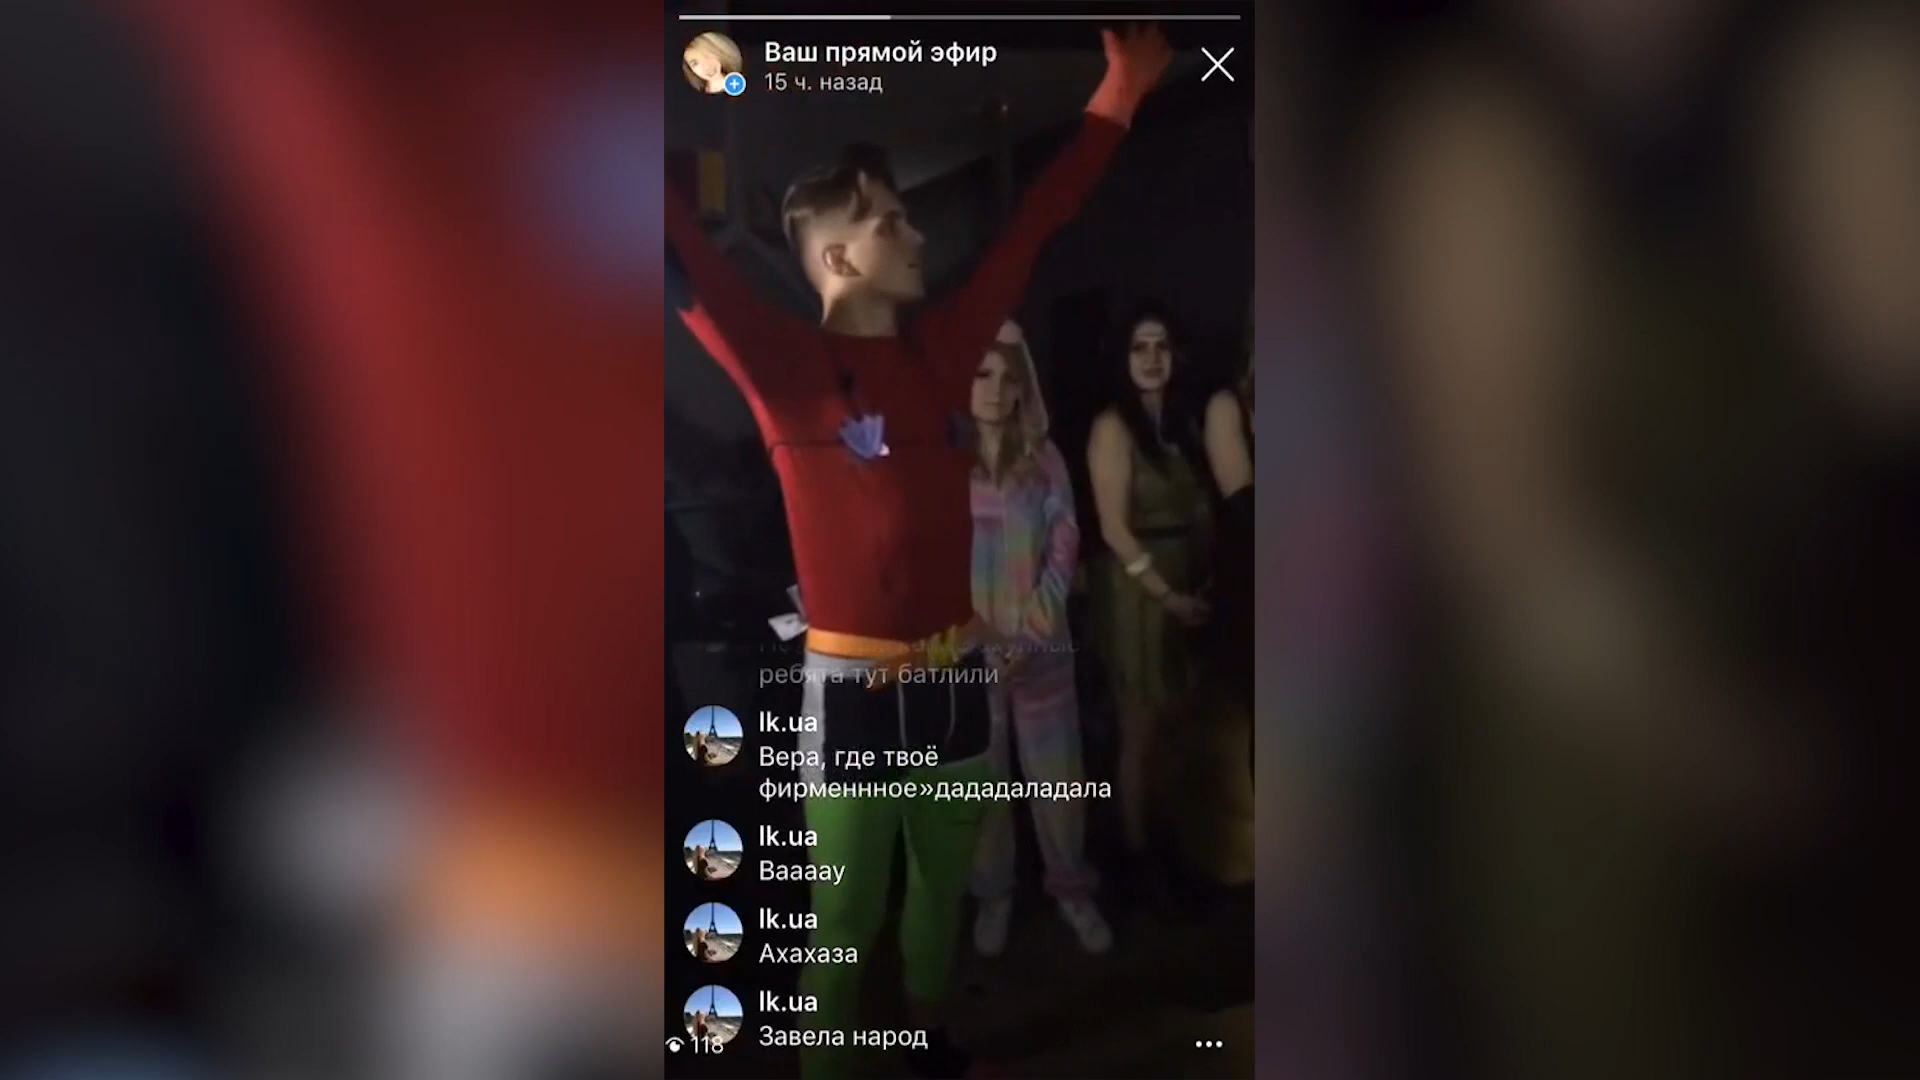 Ваш прямой эфир
15 ч. назад
ребята тут батлили
lk.ua
Вера, где твоё
фирменнное»дададаладала
lk.ua
Ваааау
lk.ua
Ахахаза
lk.ua
Завела народ
118